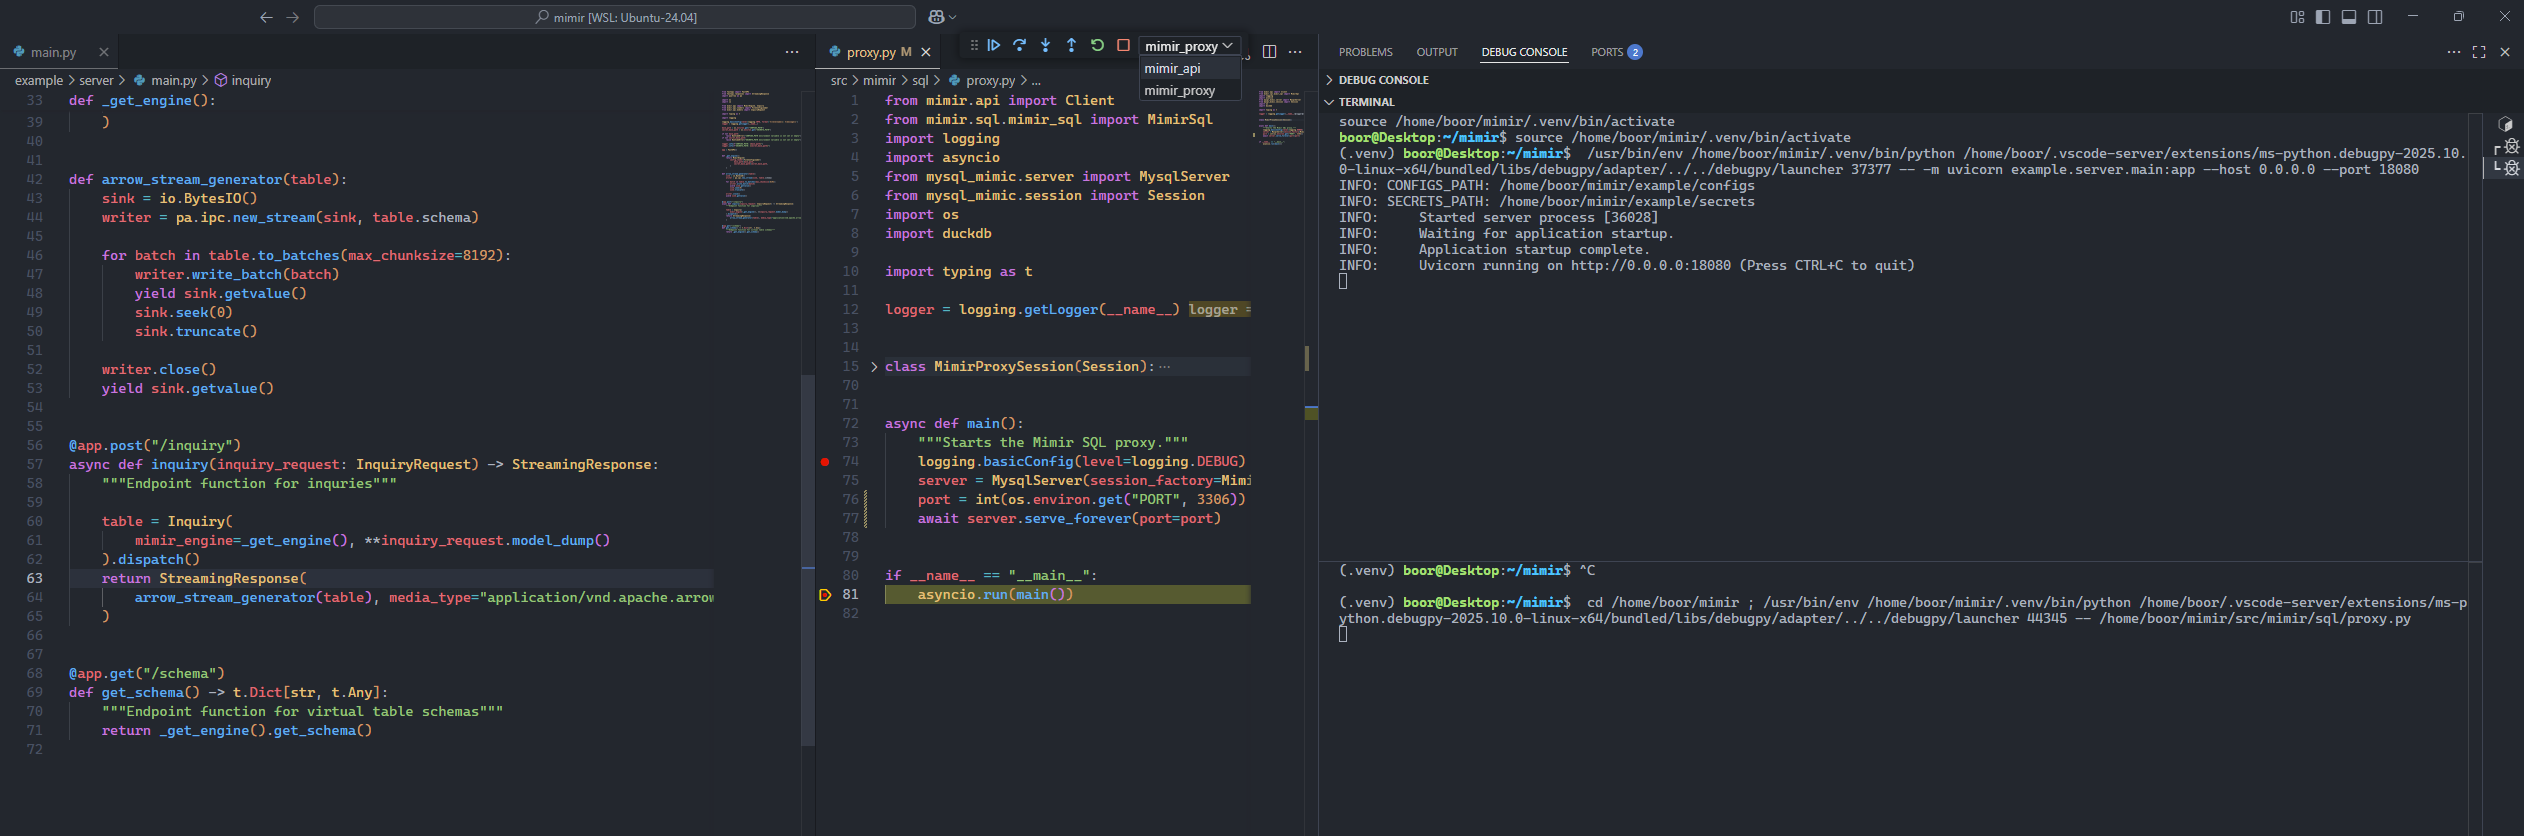 mimir [WSL: Ubuntu-24.04]
main.py
example > server > main.py > inquiry
33 def _get_engine():
39 )
40
41
42 def arrow_stream_generator(table):
43 sink = io.BytesIO()
44 writer = pa.ipc.new_stream(sink, table.schema)
45
46 for batch in table.to_batches(max_chunksize=8192):
47 writer.write_batch(batch)
48 yield sink.getvalue()
49 sink.seek(0)
50 sink.truncate()
51
52 writer.close()
53 yield sink.getvalue()
54
55
56 @app.post("/inquiry")
57 async def inquiry(inquiry_request: InquiryRequest) -> StreamingResponse:
58 """Endpoint function for inquries"""
59
60 table = Inquiry(
61 mimir_engine=_get_engine(), **inquiry_request.model_dump()
62 ).dispatch()
63 return StreamingResponse(
64 arrow_stream_generator(table), media_type="application/vnd.apache.arrow
65 )
66
67
68 @app.get("/schema")
69 def get_schema() -> t.Dict[str, t.Any]:
70 """Endpoint function for virtual table schemas"""
71 return _get_engine().get_schema()
72
proxy.py M
mimir_proxy
mimir_api
mimir_proxy
src > mimir > sql > proxy.py > ...
1 from mimir.api import Client
2 from mimir.sql.mimir_sql import MimirSql
3 import logging
4 import asyncio
5 from mysql_mimic.server import MysqlServer
6 from mysql_mimic.session import Session
7 import os
8 import duckdb
9
10 import typing as t
11
12 logger = logging.getLogger(__name__) logger =
13
14
15 class MimirProxySession(Session): ···
70
71
72 async def main():
73 """Starts the Mimir SQL proxy."""
74 logging.basicConfig(level=logging.DEBUG)
75 server = MysqlServer(session_factory=Mimi
76 port = int(os.environ.get("PORT", 3306))
77 await server.serve_forever(port=port)
78
79
80 if __name__ == "__main__":
81 asyncio.run(main())
82
PROBLEMS OUTPUT DEBUG CONSOLE PORTS 2
DEBUG CONSOLE
TERMINAL
source /home/boor/mimir/.venv/bin/activate
boor@Desktop:~/mimir$ source /home/boor/mimir/.venv/bin/activate
(.venv) boor@Desktop:~/mimir$ /usr/bin/env /home/boor/mimir/.venv/bin/python /home/boor/.vscode-server/extensions/ms-python.debugpy-2025.10.
0-linux-x64/bundled/libs/debugpy/adapter/../../debugpy/launcher 37377 -- -m uvicorn example.server.main:app --host 0.0.0.0 --port 18080
INFO: CONFIGS_PATH: /home/boor/mimir/example/configs
INFO: SECRETS_PATH: /home/boor/mimir/example/secrets
INFO: Started server process [36028]
INFO: Waiting for application startup.
INFO: Application startup complete.
INFO: Uvicorn running on http://0.0.0.0:18080 (Press CTRL+C to quit)
(.venv) boor@Desktop:~/mimir$ ^C
(.venv) boor@Desktop:~/mimir$ cd /home/boor/mimir ; /usr/bin/env /home/boor/mimir/.venv/bin/python /home/boor/.vscode-server/extensions/ms-p
ython.debugpy-2025.10.0-linux-x64/bundled/libs/debugpy/adapter/../../debugpy/launcher 44345 -- /home/boor/mimir/src/mimir/sql/proxy.py